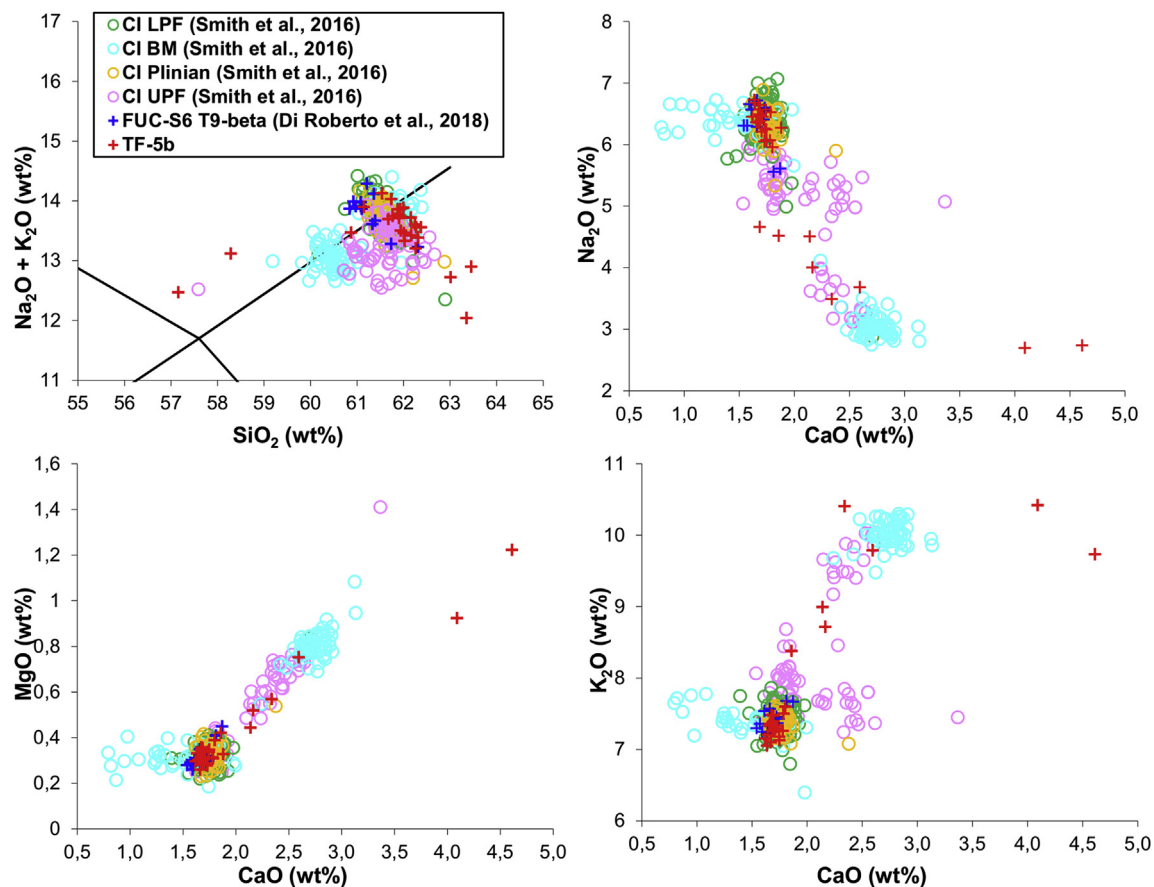 17
16
15
14
13
12
11
Na2O + K2O (wt%)
CI LPF (Smith et al., 2016)
CI BM (Smith et al., 2016)
CI Plinian (Smith et al., 2016)
CI UPF (Smith et al., 2016)
FUC-S6 T9-beta (Di Roberto et al., 2018)
TF-5b
55 56 57 58 59 60 61 62 63 64 65
SiO2 (wt%)
8
7
6
5
4
3
2
Na2O (wt%)
0,5 1,0 1,5 2,0 2,5 3,0 3,5 4,0 4,5 5,0
CaO (wt%)
1,6
1,4
1,2
1
0,8
0,6
0,4
0,2
0
MgO (wt%)
0,5 1,0 1,5 2,0 2,5 3,0 3,5 4,0 4,5 5,0
CaO (wt%)
11
10
9
8
7
6
K2O (wt%)
0,5 1,0 1,5 2,0 2,5 3,0 3,5 4,0 4,5 5,0
CaO (wt%)